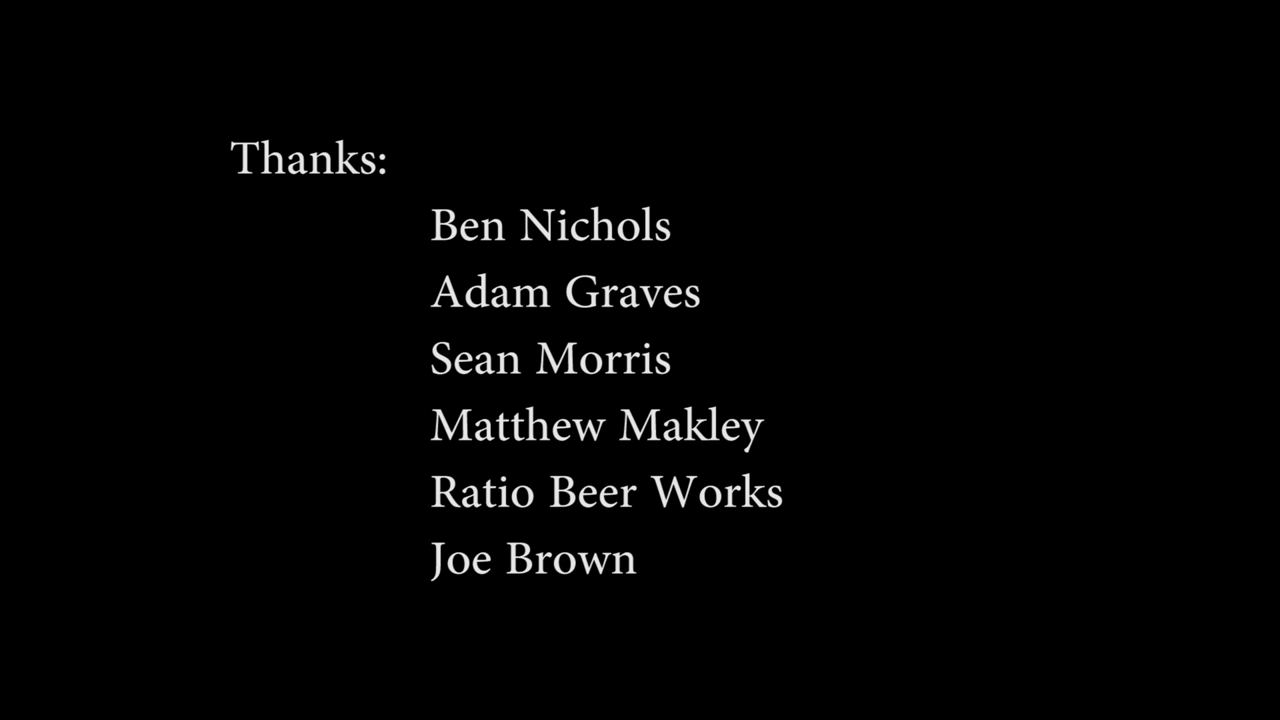 Thanks:
Ben Nichols
Adam Graves
Sean Morris
Matthew Makley
Ratio Beer Works
Joe Brown